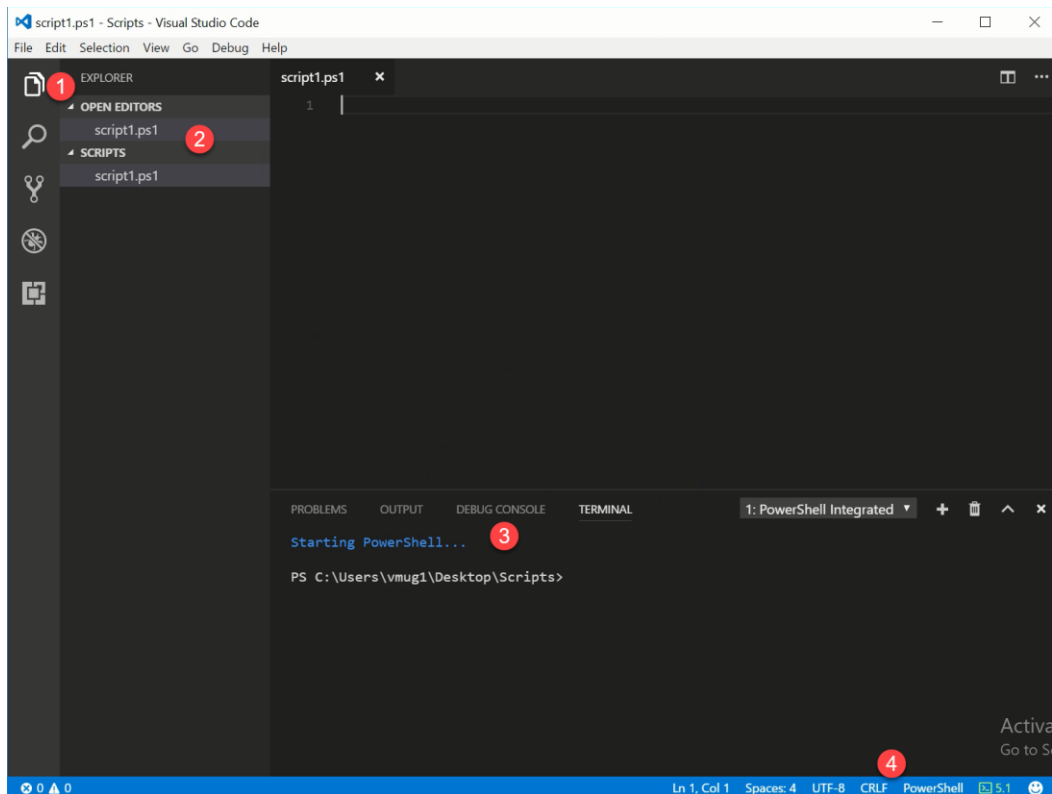 script1.ps1 - Scripts - Visual Studio Code
File Edit Selection View Go Debug Help
EXPLORER
1
OPEN EDITORS
script1.ps1
2
SCRIPTS
script1.ps1
script1.ps1
1
PROBLEMS OUTPUT DEBUG CONSOLE TERMINAL 1: PowerShell Integrated
Starting PowerShell...
3
PS C:\Users\vmug1\Desktop\Scripts>
Activa
Go to S
4
0 0 Ln 1, Col 1 Spaces: 4 UTF-8 CRLF PowerShell 5.1